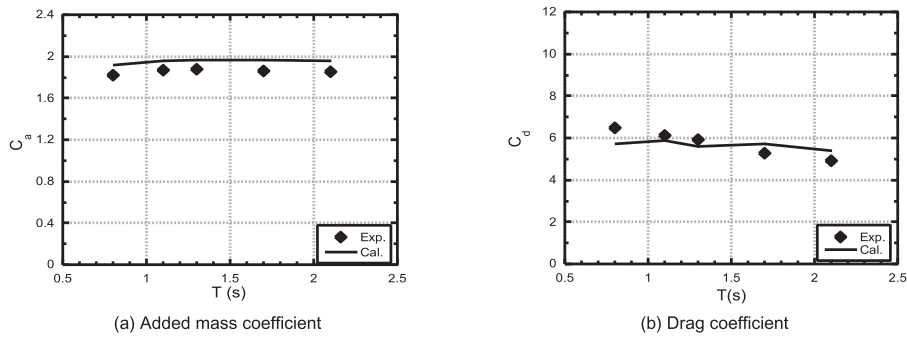 2.4
2
1.6
1.2
0.8
0.4
0
C_a
0.5
1
1.5
2
2.5
T (s)
Exp.
Cal.
(a) Added mass coefficient
12
10
8
6
4
2
0
C_d
0.5
1
1.5
2
2.5
T(s)
Exp.
Cal.
(b) Drag coefficient